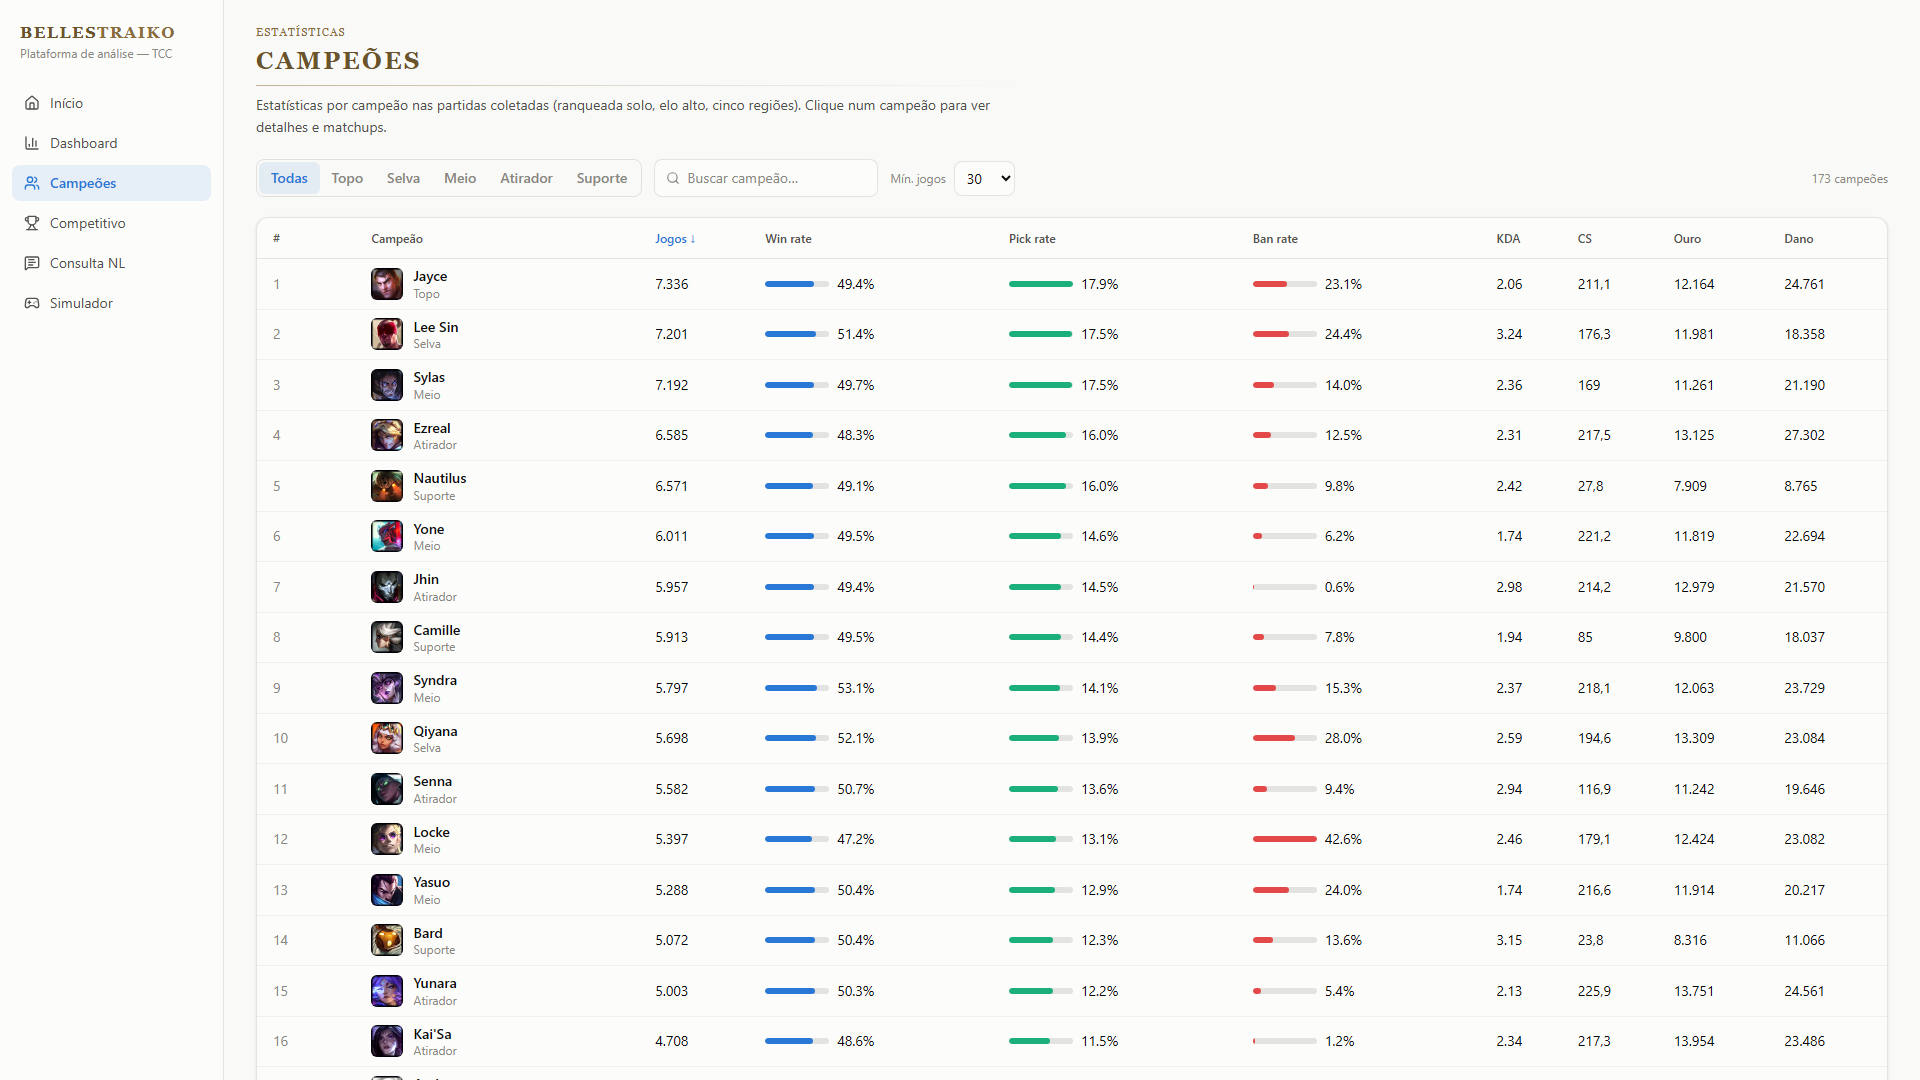 BELLESTRAIKO
Plataforma de análise — TCC
Início
Dashboard
Campeões
Competitivo
Consulta NL
Simulador
ESTATÍSTICAS
CAMPEÕES
Estatísticas por campeão nas partidas coletadas (ranqueada solo, elo alto, cinco regiões). Clique num campeão para ver
detalhes e matchups.
Todas Topo Selva Meio Atirador Suporte Buscar campeão... Mín. jogos 30 173 campeões
# Campeão Jogos ↓ Win rate Pick rate Ban rate KDA CS Ouro Dano
1 Jayce Topo 7.336 49.4% 17.9% 23.1% 2.06 211,1 12.164 24.761
2 Lee Sin Selva 7.201 51.4% 17.5% 24.4% 3.24 176,3 11.981 18.358
3 Sylas Meio 7.192 49.7% 17.5% 14.0% 2.36 169 11.261 21.190
4 Ezreal Atirador 6.585 48.3% 16.0% 12.5% 2.31 217,5 13.125 27.302
5 Nautilus Suporte 6.571 49.1% 16.0% 9.8% 2.42 27,8 7.909 8.765
6 Yone Meio 6.011 49.5% 14.6% 6.2% 1.74 221,2 11.819 22.694
7 Jhin Atirador 5.957 49.4% 14.5% 0.6% 2.98 214,2 12.979 21.570
8 Camille Suporte 5.913 49.5% 14.4% 7.8% 1.94 85 9.800 18.037
9 Syndra Meio 5.797 53.1% 14.1% 15.3% 2.37 218,1 12.063 23.729
10 Qiyana Selva 5.698 52.1% 13.9% 28.0% 2.59 194,6 13.309 23.084
11 Senna Atirador 5.582 50.7% 13.6% 9.4% 2.94 116,9 11.242 19.646
12 Locke Meio 5.397 47.2% 13.1% 42.6% 2.46 179,1 12.424 23.082
13 Yasuo Meio 5.288 50.4% 12.9% 24.0% 1.74 216,6 11.914 20.217
14 Bard Suporte 5.072 50.4% 12.3% 13.6% 3.15 23,8 8.316 11.066
15 Yunara Atirador 5.003 50.3% 12.2% 5.4% 2.13 225,9 13.751 24.561
16 Kai'Sa Atirador 4.708 48.6% 11.5% 1.2% 2.34 217,3 13.954 23.486